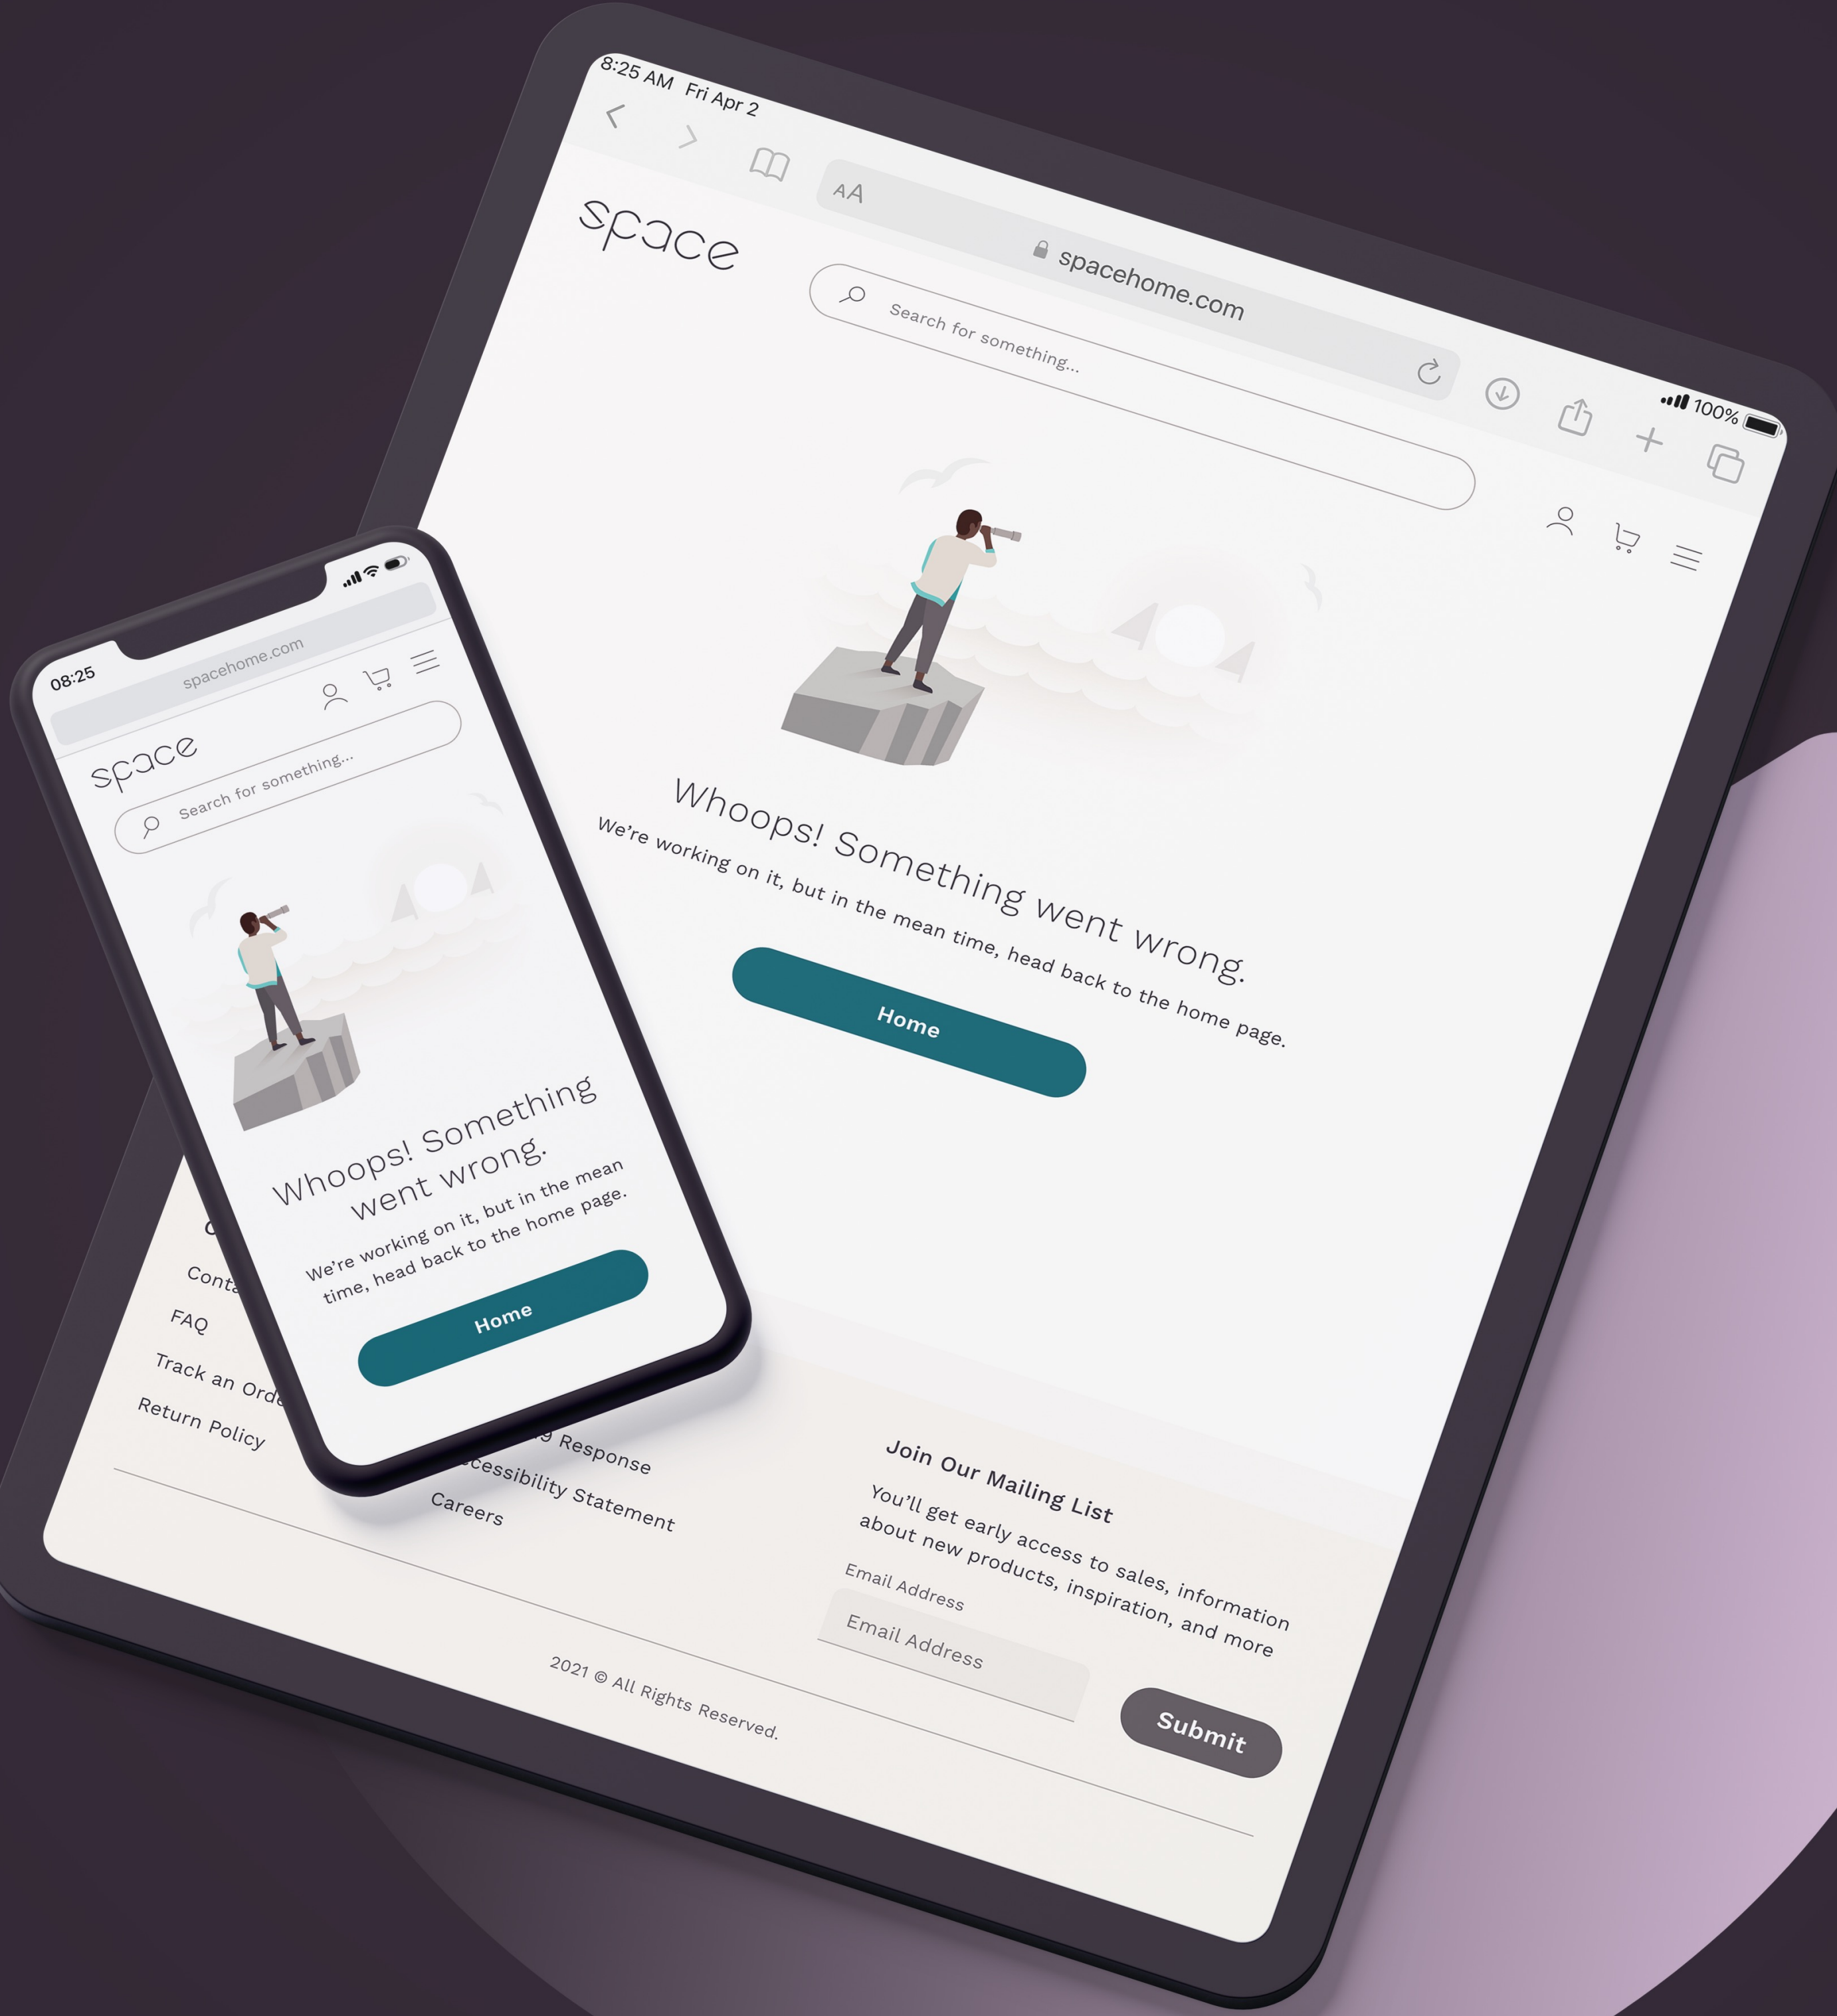 8:25 AM Fri Apr 2
AA
spacehome.com
100%
space
Search for something...
Whoops! Something went wrong.
We're working on it, but in the mean time, head back to the home page.
Home
FAQ
Track an
Return Policy
Response
Statement
Careers
Join Our Mailing List
You'll get early access to sales, information
about new products, inspiration, and more
Email Address
Email Address
Submit
2021 © All Rights Reserved.
08:25
spacehome.com
space
Search for something...
Whoops! Something
went wrong.
We're working on it, but in the mean
time, head back to the home page.
Home